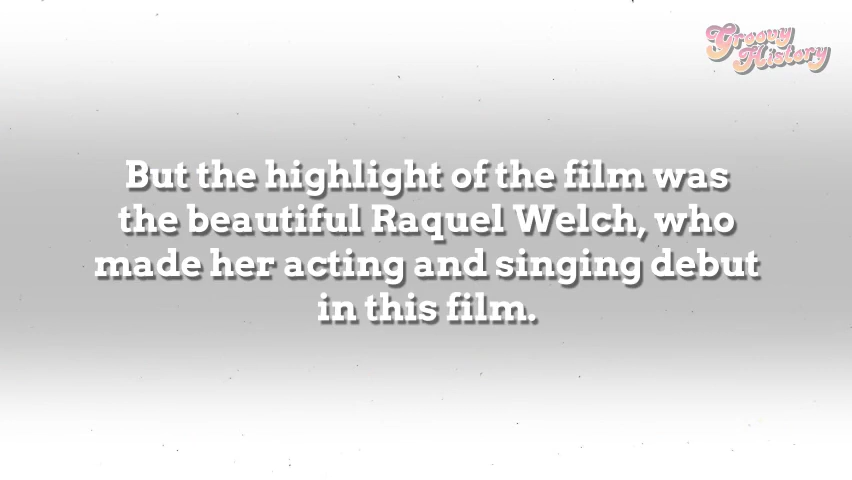 Groovy
History
But the highlight of the film was
the beautiful Raquel Welch, who
made her acting and singing debut
in this film.